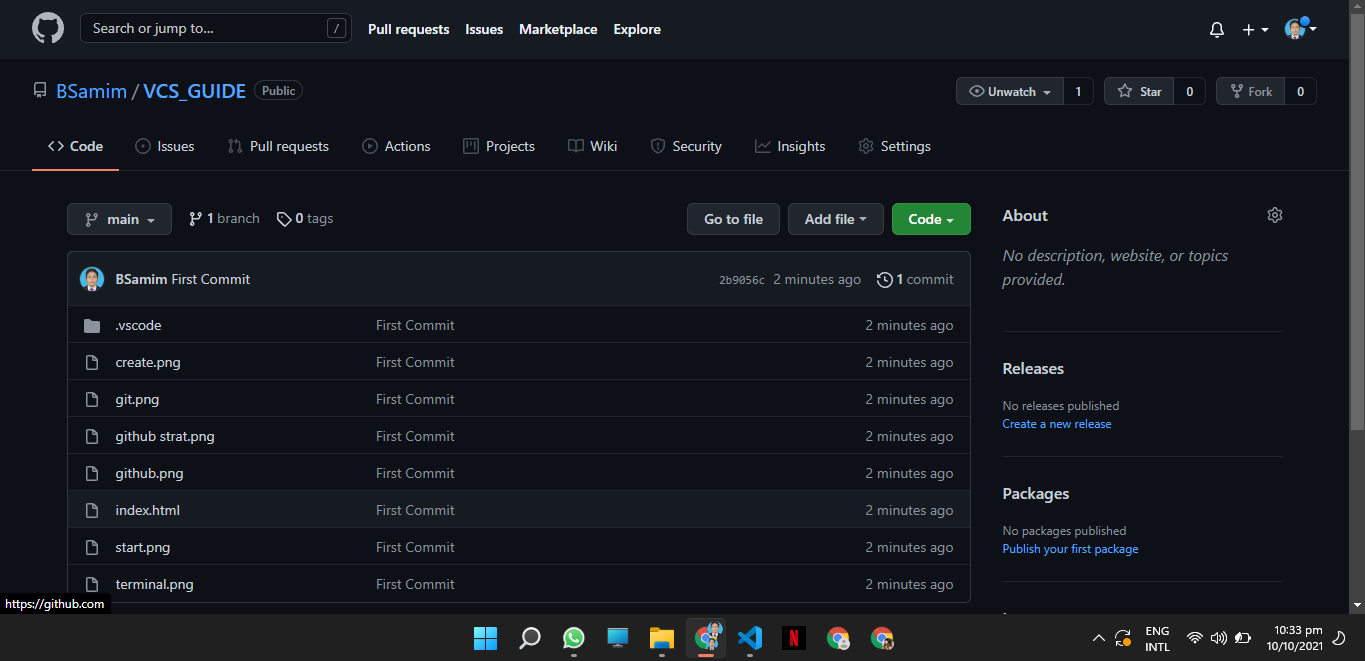 Search or jump to... /
Pull requests Issues Marketplace Explore
BSamim / VCS_GUIDE Public
Unwatch 1 Star 0 Fork 0
Code Issues Pull requests Actions Projects Wiki Security Insights Settings
main 1 branch 0 tags
Go to file Add file Code
BSamim First Commit 2b9056c 2 minutes ago 1 commit
.vscode First Commit 2 minutes ago
create.png First Commit 2 minutes ago
git.png First Commit 2 minutes ago
github strat.png First Commit 2 minutes ago
github.png First Commit 2 minutes ago
index.html First Commit 2 minutes ago
start.png First Commit 2 minutes ago
terminal.png First Commit 2 minutes ago
About
No description, website, or topics
provided.
Releases
No releases published
Create a new release
Packages
No packages published
Publish your first package
https://github.com
N
ENG
INTL
10:33 pm
10/10/2021